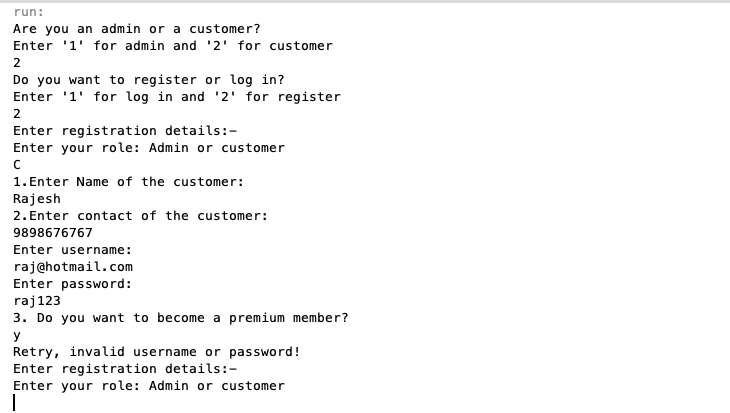 run:
Are you an admin or a customer?
Enter '1' for admin and '2' for customer
2
Do you want to register or log in?
Enter '1' for log in and '2' for register
2
Enter registration details:-
Enter your role: Admin or customer
C
1.Enter Name of the customer:
Rajesh
2.Enter contact of the customer:
9898676767
Enter username:
raj@hotmail.com
Enter password:
raj123
3. Do you want to become a premium member?
y
Retry, invalid username or password!
Enter registration details:-
Enter your role: Admin or customer